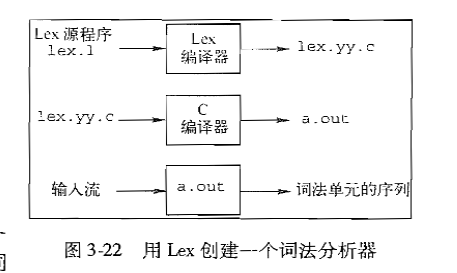 Lex 源程序
lex.l
Lex
编译器
lex.yy.c
lex.yy.c
C
编译器
a.out
输入流
a.out
词法单元的序列
图 3-22 用 Lex 创建一个词法分析器